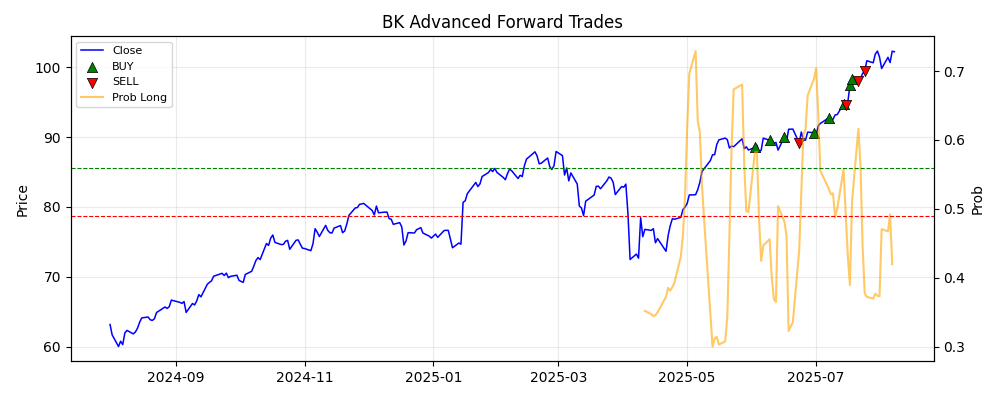 BK Advanced Forward Trades
Close
BUY
SELL
Prob Long
Price
100
90
80
70
60
Prob
0.7
0.6
0.5
0.4
0.3
2024-09
2024-11
2025-01
2025-03
2025-05
2025-07